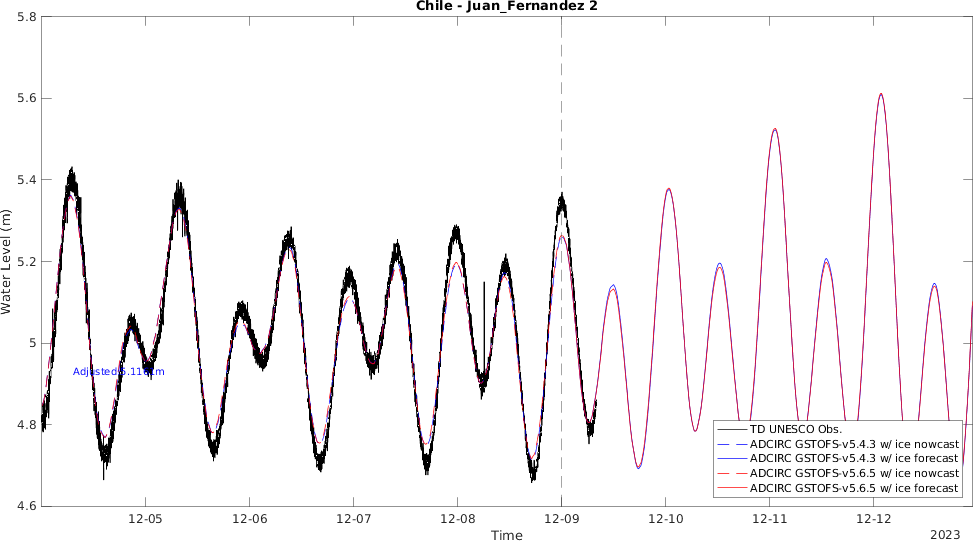 Chile - Juan_Fernandez 2
5.8
5.6
5.4
5.2
5
4.8
4.6
Water Level (m)
TD UNESCO Obs.
ADCIRC GSTOFS-v5.4.3 w/ ice nowcast
ADCIRC GSTOFS-v5.4.3 w/ ice forecast
ADCIRC GSTOFS-v5.6.5 w/ ice nowcast
ADCIRC GSTOFS-v5.6.5 w/ ice forecast
12-05 12-06 12-07 12-08 12-09 12-10 12-11 12-12
Time
2023